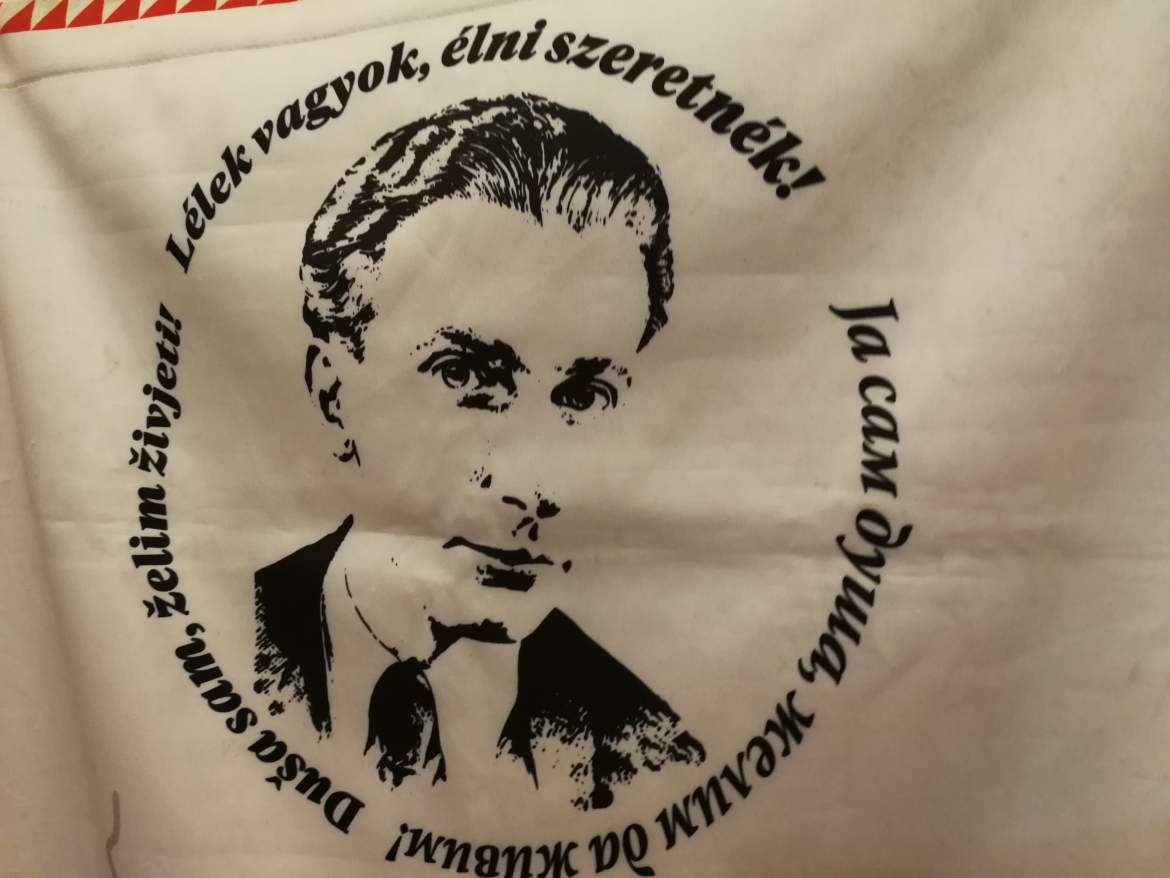 Lélek vagyok, élni szeretnék!
Ја сам душа, желим да живим!
Duša sam, želim živjeti!